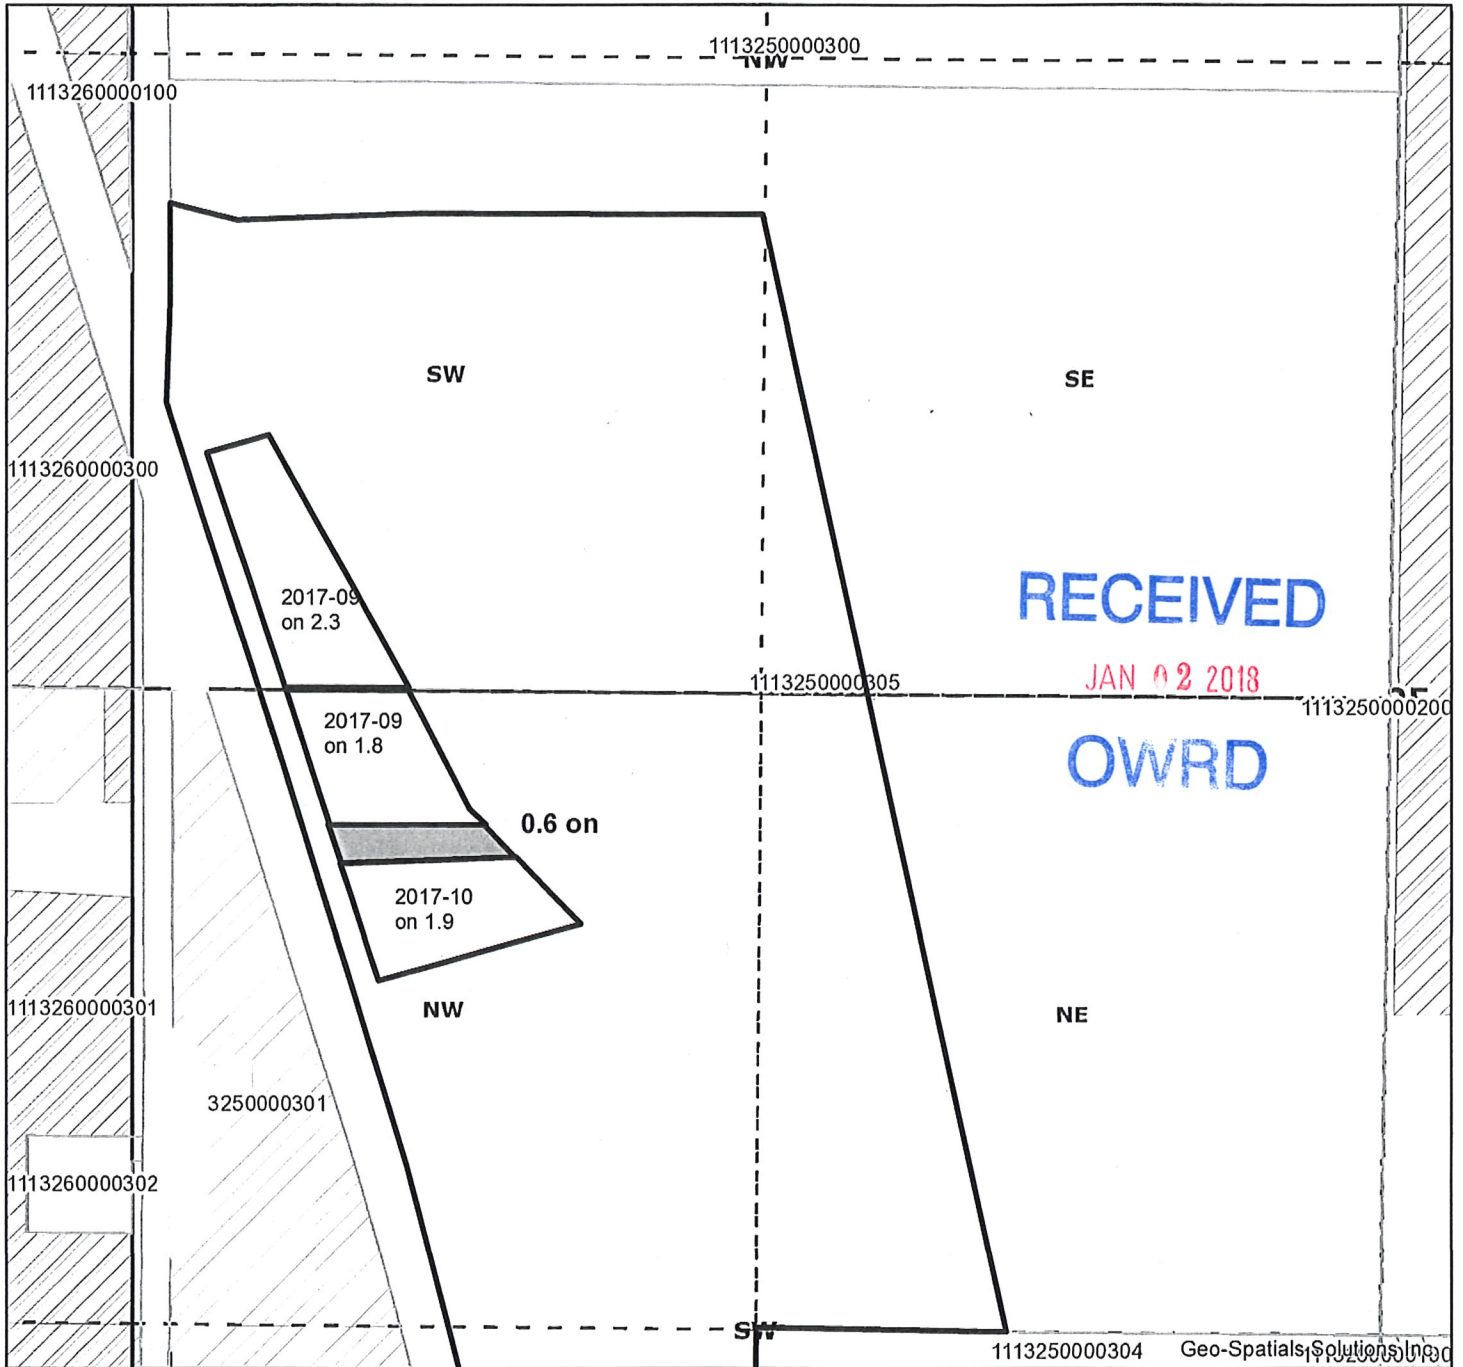 1113250000300
NW
1113260000100
SW
SE
1113260000300
2017-09
on 2.3
RECEIVED
JAN 02 2018
OWRD
1113250000305
1113250000200
2017-09
on 1.8
0.6 on
2017-10
on 1.9
1113260000301
NW
NE
3250000301
1113260000302
SW
1113250000304
Geo-Spatials Solutions Inc.